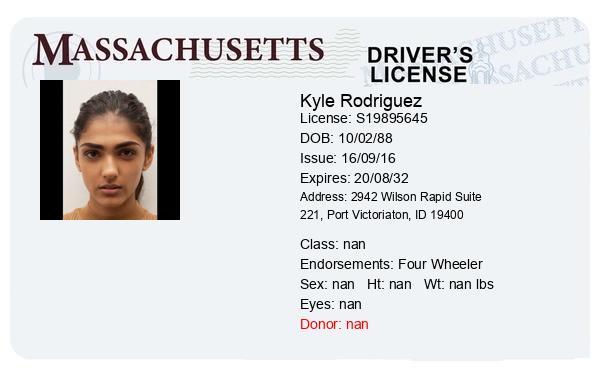 MASSACHUSETTS
DRIVER'S
LICENSE
Kyle Rodriguez
License: S19895645
DOB: 10/02/88
Issue: 16/09/16
Expires: 20/08/32
Address: 2942 Wilson Rapid Suite
221, Port Victoriaton, ID 19400
Class: nan
Endorsements: Four Wheeler
Sex: nan Ht: nan Wt: nan lbs
Eyes: nan
Donor: nan